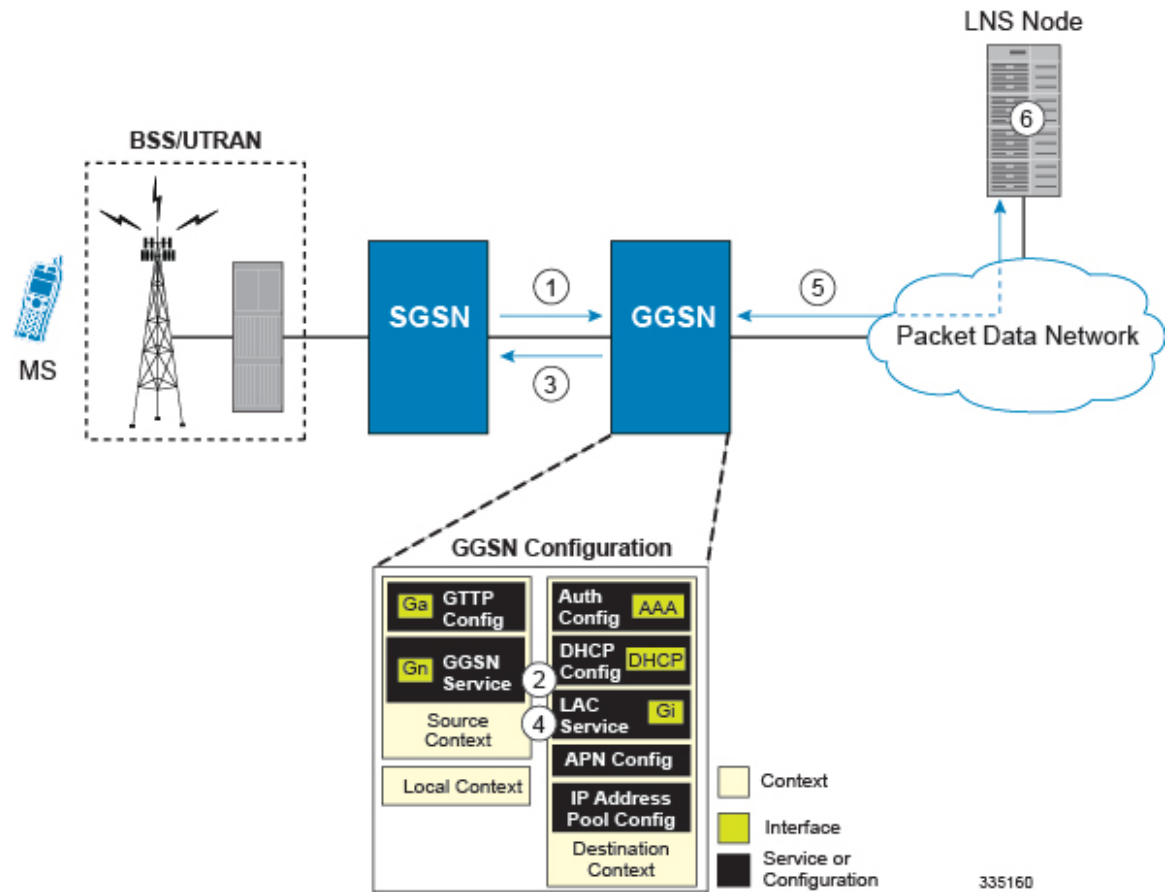 LNS Node
6
BSS/UTRAN
MS
SGSN
1
3
GGSN
5
Packet Data Network
GGSN Configuration
Ga
GTTP
Config
Gn
GGSN
Service
Source
Context
Local Context
2
4
Auth
Config
AAA
DHCP
Config
DHCP
LAC
Service
Gi
APN Config
IP Address
Pool Config
Destination
Context
Context
Interface
Service or
Configuration
335160